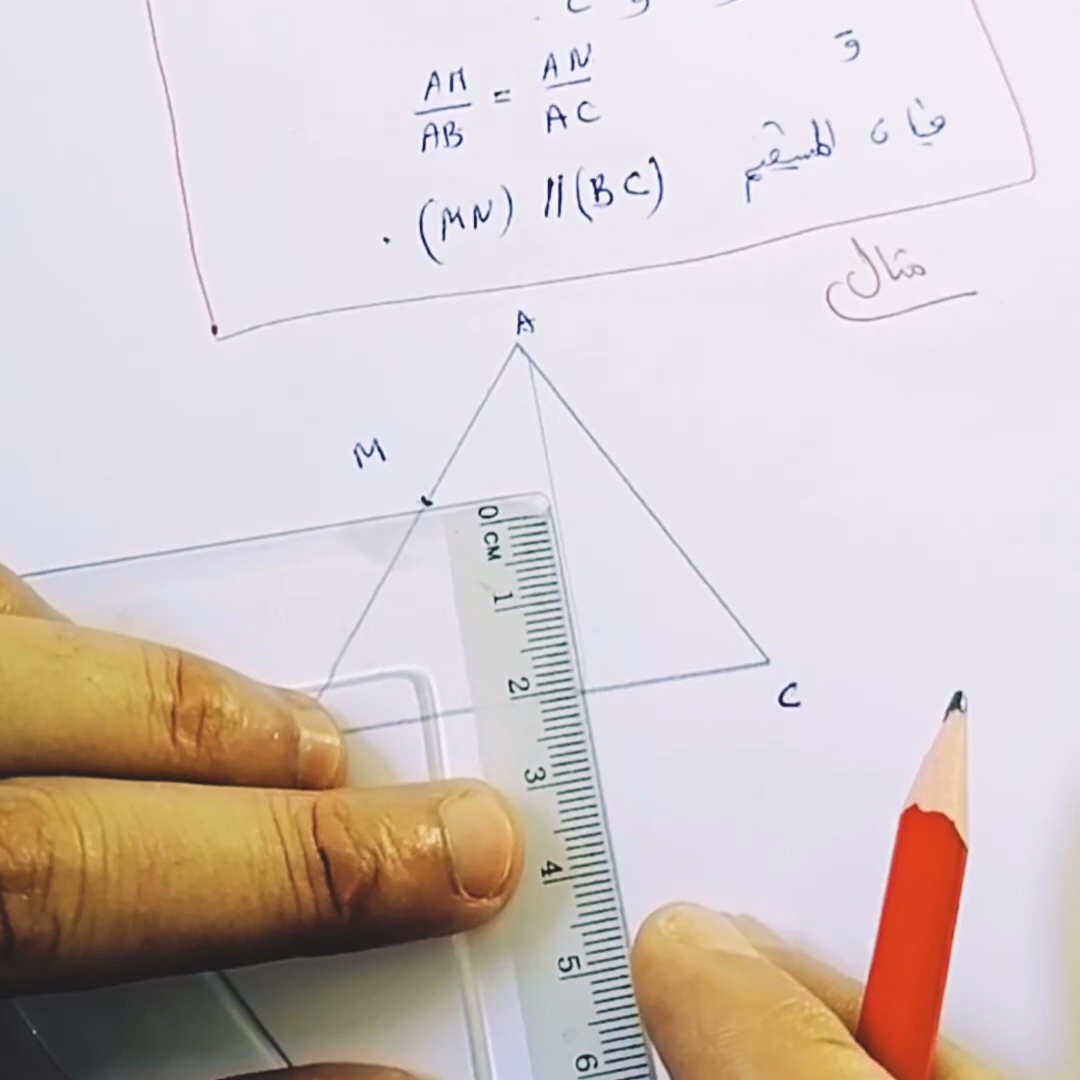 و
AM/AB = AN/AC
فإن المستقيم (MN) // (BC) .
مثال
A
M
C
0 CM 1 2 3 4 5 6